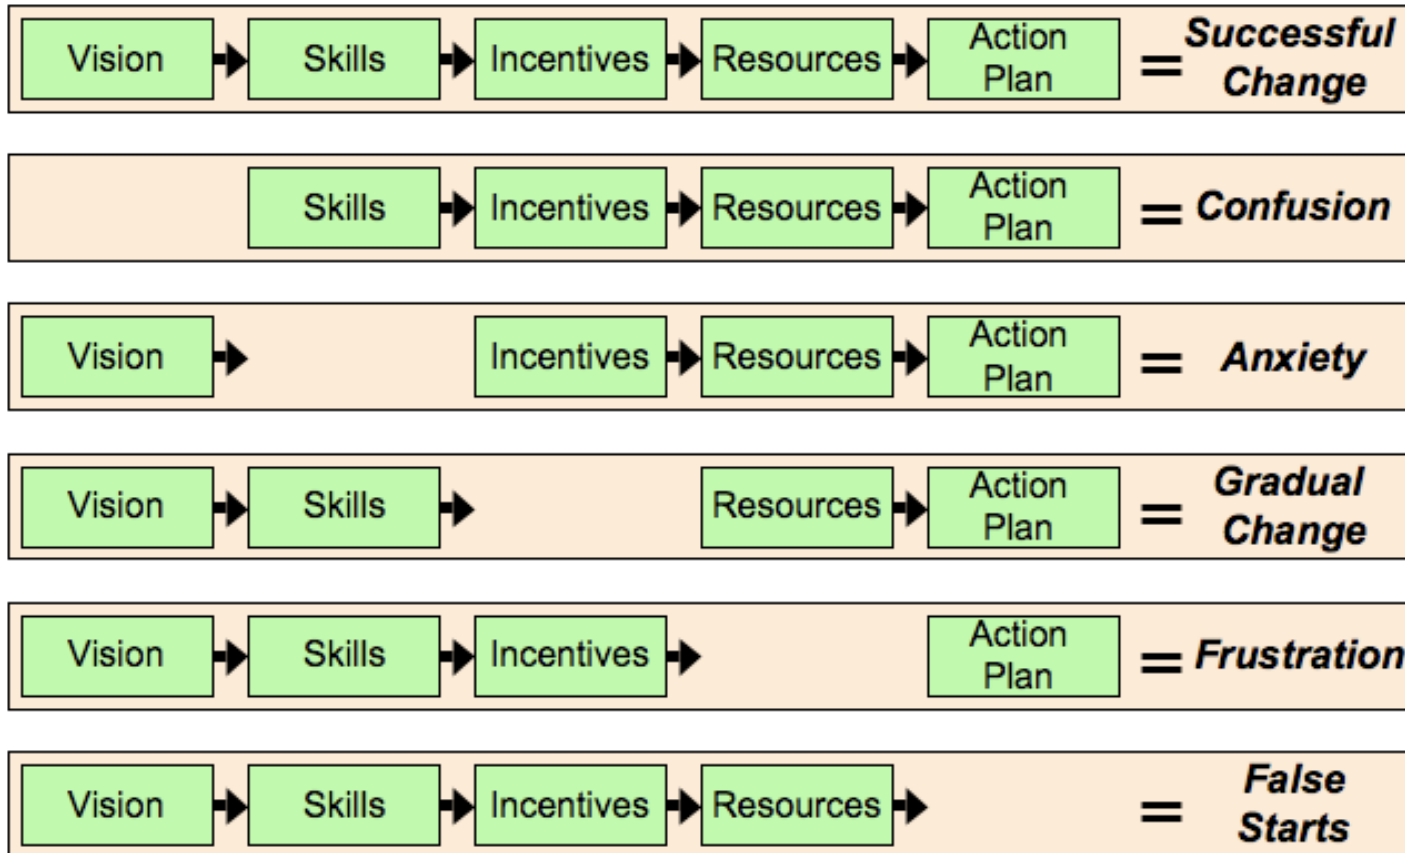 Vision Skills Incentives Resources Action Plan = Successful Change
Skills Incentives Resources Action Plan = Confusion
Vision Incentives Resources Action Plan = Anxiety
Vision Skills Resources Action Plan = Gradual Change
Vision Skills Incentives Action Plan = Frustration
Vision Skills Incentives Resources = False Starts